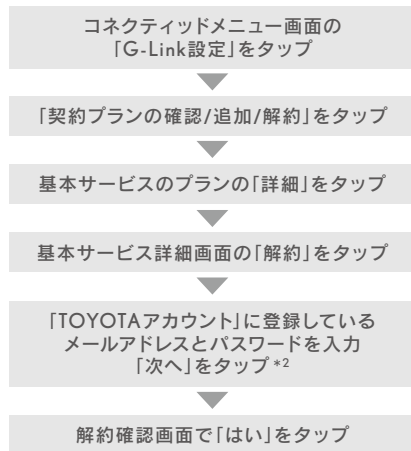 コネクティッドメニュー画面の
「G-Link設定」をタップ
「契約プランの確認/追加/解約」をタップ
基本サービスのプランの「詳細」をタップ
基本サービス詳細画面の「解約」をタップ
「TOYOTAアカウント」に登録している
メールアドレスとパスワードを入力
「次へ」をタップ*2
解約確認画面で「はい」をタップ